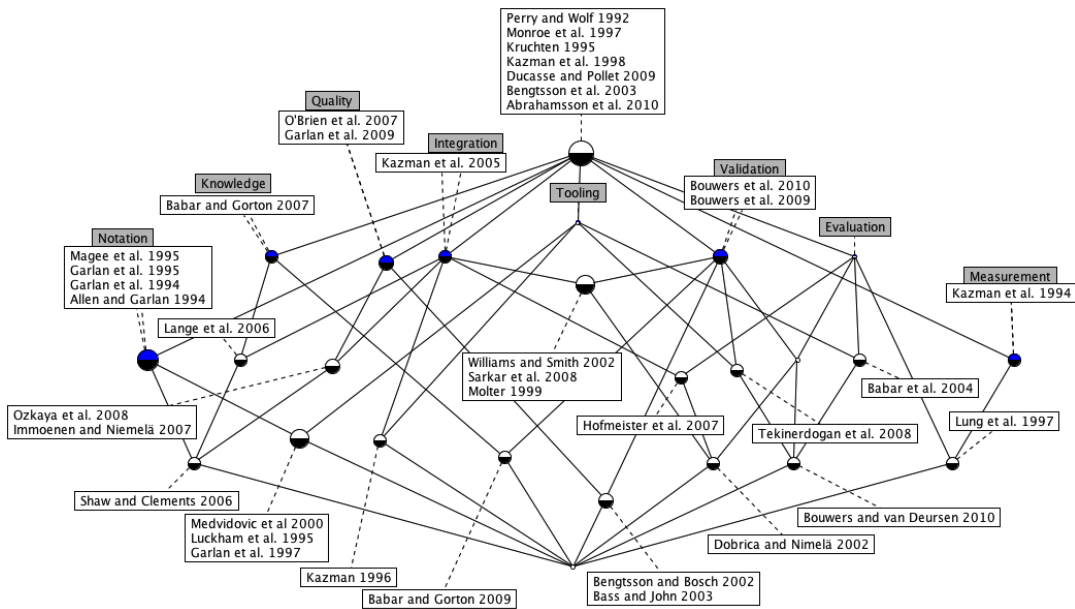 Perry and Wolf 1992
Monroe et al. 1997
Kruchten 1995
Kazman et al. 1998
Ducasse and Pollet 2009
Bengtsson et al. 2003
Abrahamsson et al. 2010
Quality
O'Brien et al. 2007
Garlan et al. 2009
Integration
Kazman et al. 2005
Validation
Bouwers et al. 2010
Bouwers et al. 2009
Knowledge
Babar and Gorton 2007
Tooling
Evaluation
Notation
Magee et al. 1995
Garlan et al. 1995
Garlan et al. 1994
Allen and Garlan 1994
Measurement
Kazman et al. 1994
Lange et al. 2006
Williams and Smith 2002
Sarkar et al. 2008
Molter 1999
Babar et al. 2004
Ozkaya et al. 2008
Immoenen and Niemelä 2007
Hofmeister et al. 2007
Tekinerdogan et al. 2008
Lung et al. 1997
Shaw and Clements 2006
Medvidovic et al 2000
Luckham et al. 1995
Garlan et al. 1997
Bouwers and van Deursen 2010
Dobrica and Nimelä 2002
Kazman 1996
Babar and Gorton 2009
Bengtsson and Bosch 2002
Bass and John 2003